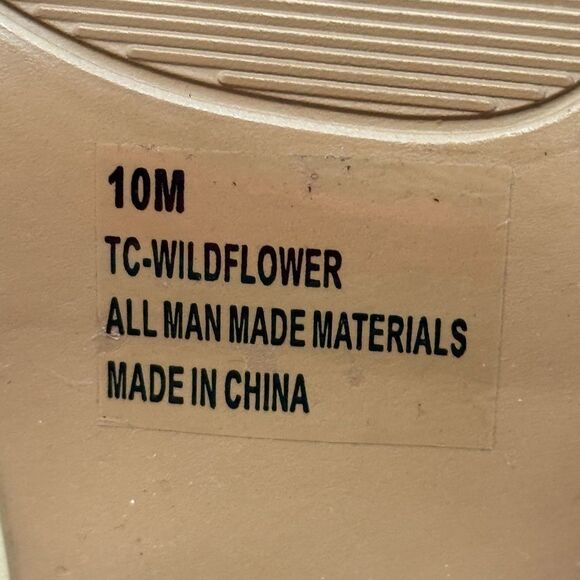 10M
TC-WILDFLOWER
ALL MAN MADE MATERIALS
MADE IN CHINA